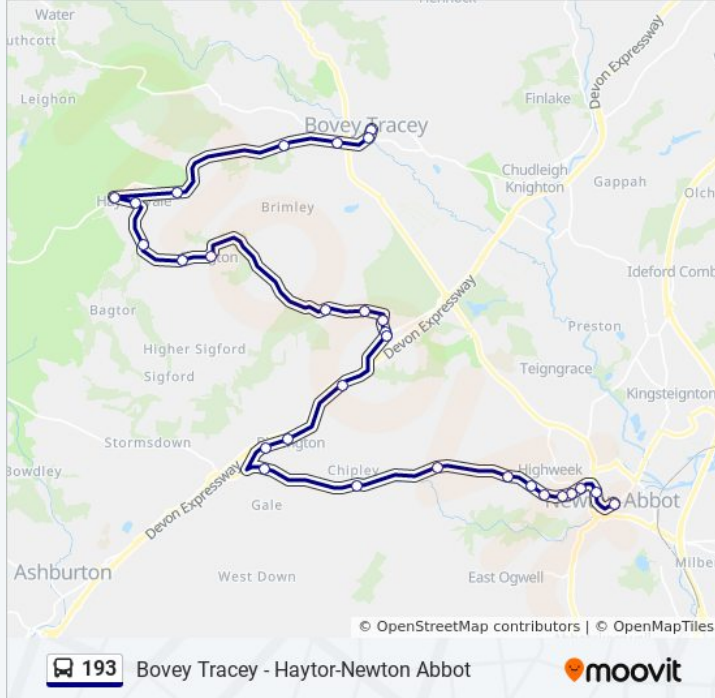 Water
Hennock
uthcott
Devon Expressway
Leighon
Finlake
Bovey Tracey
Chudleigh
Knighton
Gappah
Olch
Brimley
Ideford Comb
Bagtor
Devon Expressway
Preston
Higher Sigford
Teigngrace
Sigford
Kingsteignton
Stormsdown
Bowdley
Chipley
Highweek
Devon Expressway
Gale
Newton Abbot
Ashburton
West Down
East Ogwell
Milber
© OpenStreetMap contributors | © OpenMapTiles
193 Bovey Tracey - Haytor-Newton Abbot
moovit